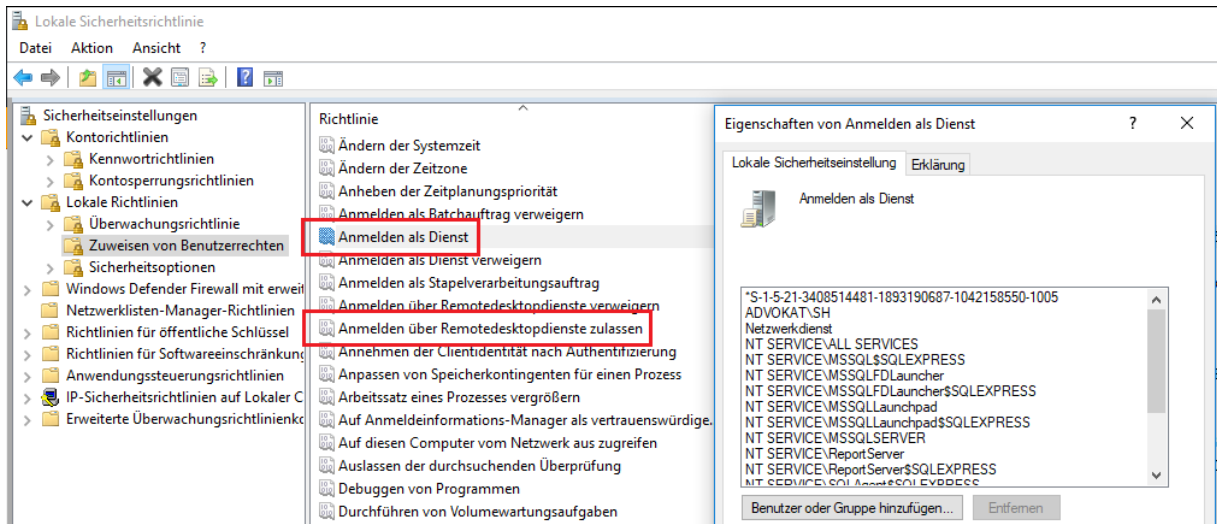 Lokale Sicherheitsrichtlinie
Datei Aktion Ansicht ?
Sicherheitseinstellungen
Kontorichtlinien
Kennwortrichtlinien
Kontosperrungsrichtlinien
Lokale Richtlinien
Überwachungsrichtlinie
Zuweisen von Benutzerrechten
Sicherheitsoptionen
Windows Defender Firewall mit erweit
Netzwerklisten-Manager-Richtlinien
Richtlinien für öffentliche Schlüssel
Richtlinien für Softwareeinschränkung
Anwendungssteuerungsrichtlinien
IP-Sicherheitsrichtlinien auf Lokaler C
Erweiterte Überwachungsrichtlinienko
Richtlinie
Ändern der Systemzeit
Ändern der Zeitzone
Anheben der Zeitplanungspriorität
Anmelden als Batchauftrag verweigern
Anmelden als Dienst
Anmelden als Dienst verweigern
Anmelden als Stapelverarbeitungsauftrag
Anmelden über Remotedesktopdienste verweigern
Anmelden über Remotedesktopdienste zulassen
Annehmen der Clientidentität nach Authentifizierung
Anpassen von Speicherkontingenten für einen Prozess
Arbeitssatz eines Prozesses vergrößern
Auf Anmeldeinformations-Manager als vertrauenswürdige.
Auf diesen Computer vom Netzwerk aus zugreifen
Auslassen der durchsuchenden Überprüfung
Debuggen von Programmen
Durchführen von Volumewartungsaufgaben
Eigenschaften von Anmelden als Dienst ? ×
Lokale Sicherheitseinstellung Erklärung
Anmelden als Dienst
*S-1-5-21-3408514481-1893190687-1042158550-1005
ADVOKAT\SH
Netzwerkdienst
NT SERVICE\ALL SERVICES
NT SERVICE\MSSQL$SQLEXPRESS
NT SERVICE\MSSQLFDLauncher
NT SERVICE\MSSQLFDLauncher$SQLEXPRESS
NT SERVICE\MSSQLLaunchpad
NT SERVICE\MSSQLLaunchpad$SQLEXPRESS
NT SERVICE\MSSQLSERVER
NT SERVICE\ReportServer
NT SERVICE\ReportServer$SQLEXPRESS
NT SERVICE\SQLAgent$SQLEXPRESS
Benutzer oder Gruppe hinzufügen... Entfernen